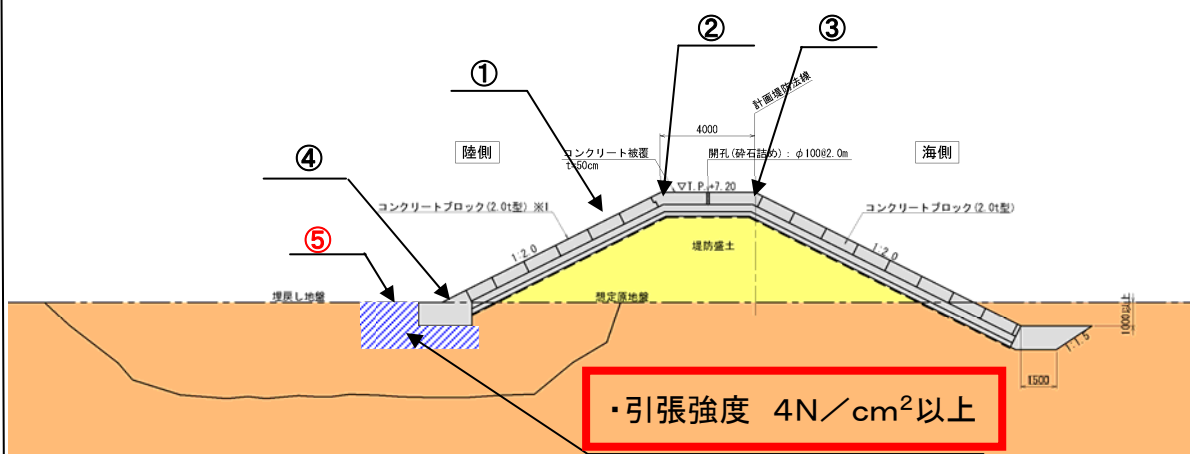 ②
③
①
計画堤防法線
4000
陸側
コンクリート被覆
t=50cm
開孔(砕石詰め): φ100@2.0m
海側
④
▽T.P.+7.20
コンクリートブロック(2.0t型) ※1
コンクリートブロック(2.0t型)
⑤
1:2.0
堤防盛土
1:2.0
埋戻し地盤
想定原地盤
1:1.5
1500
・引張強度 4N/cm²以上